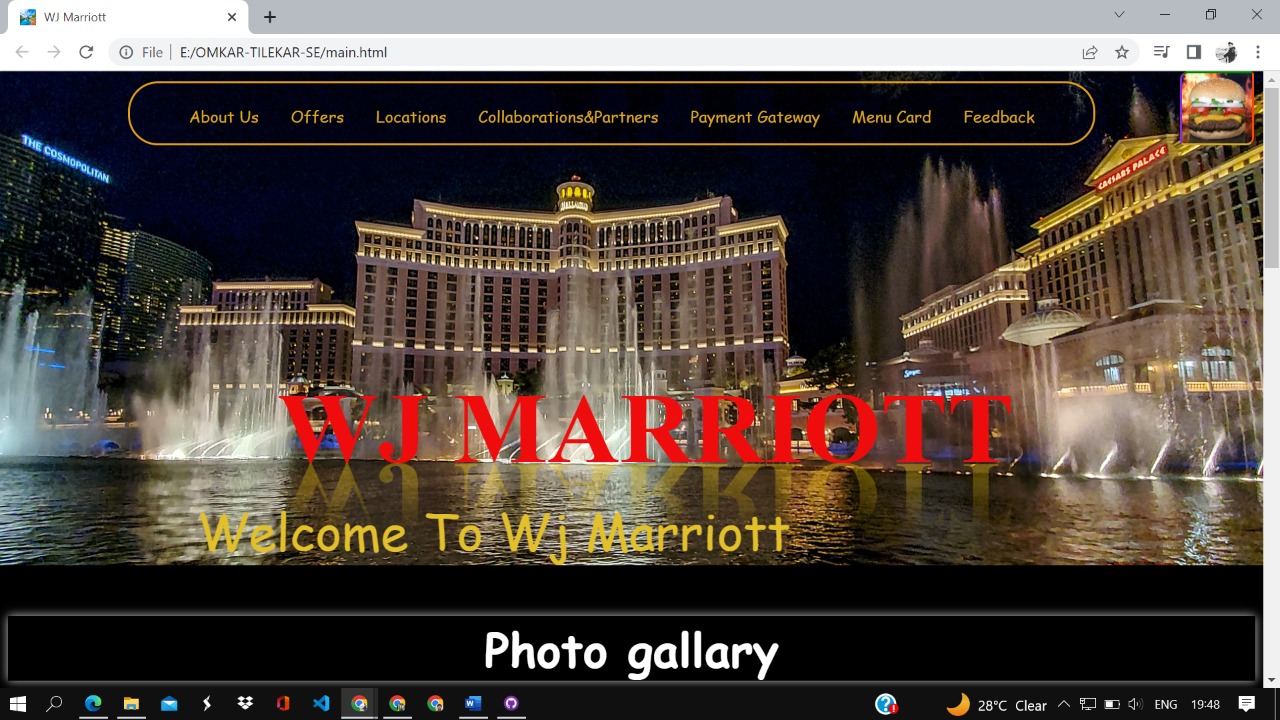 WJ Marriott
File E:/OMKAR-TILEKAR-SE/main.html
About Us Offers Locations Collaborations&Partners Payment Gateway Menu Card Feedback
THE COSMOPOLITAN
CAESARS PALACE
BELLAGIO
WJ MARRIOTT
Welcome To Wj Marriott
Photo gallary
28°C Clear ENG 19:48